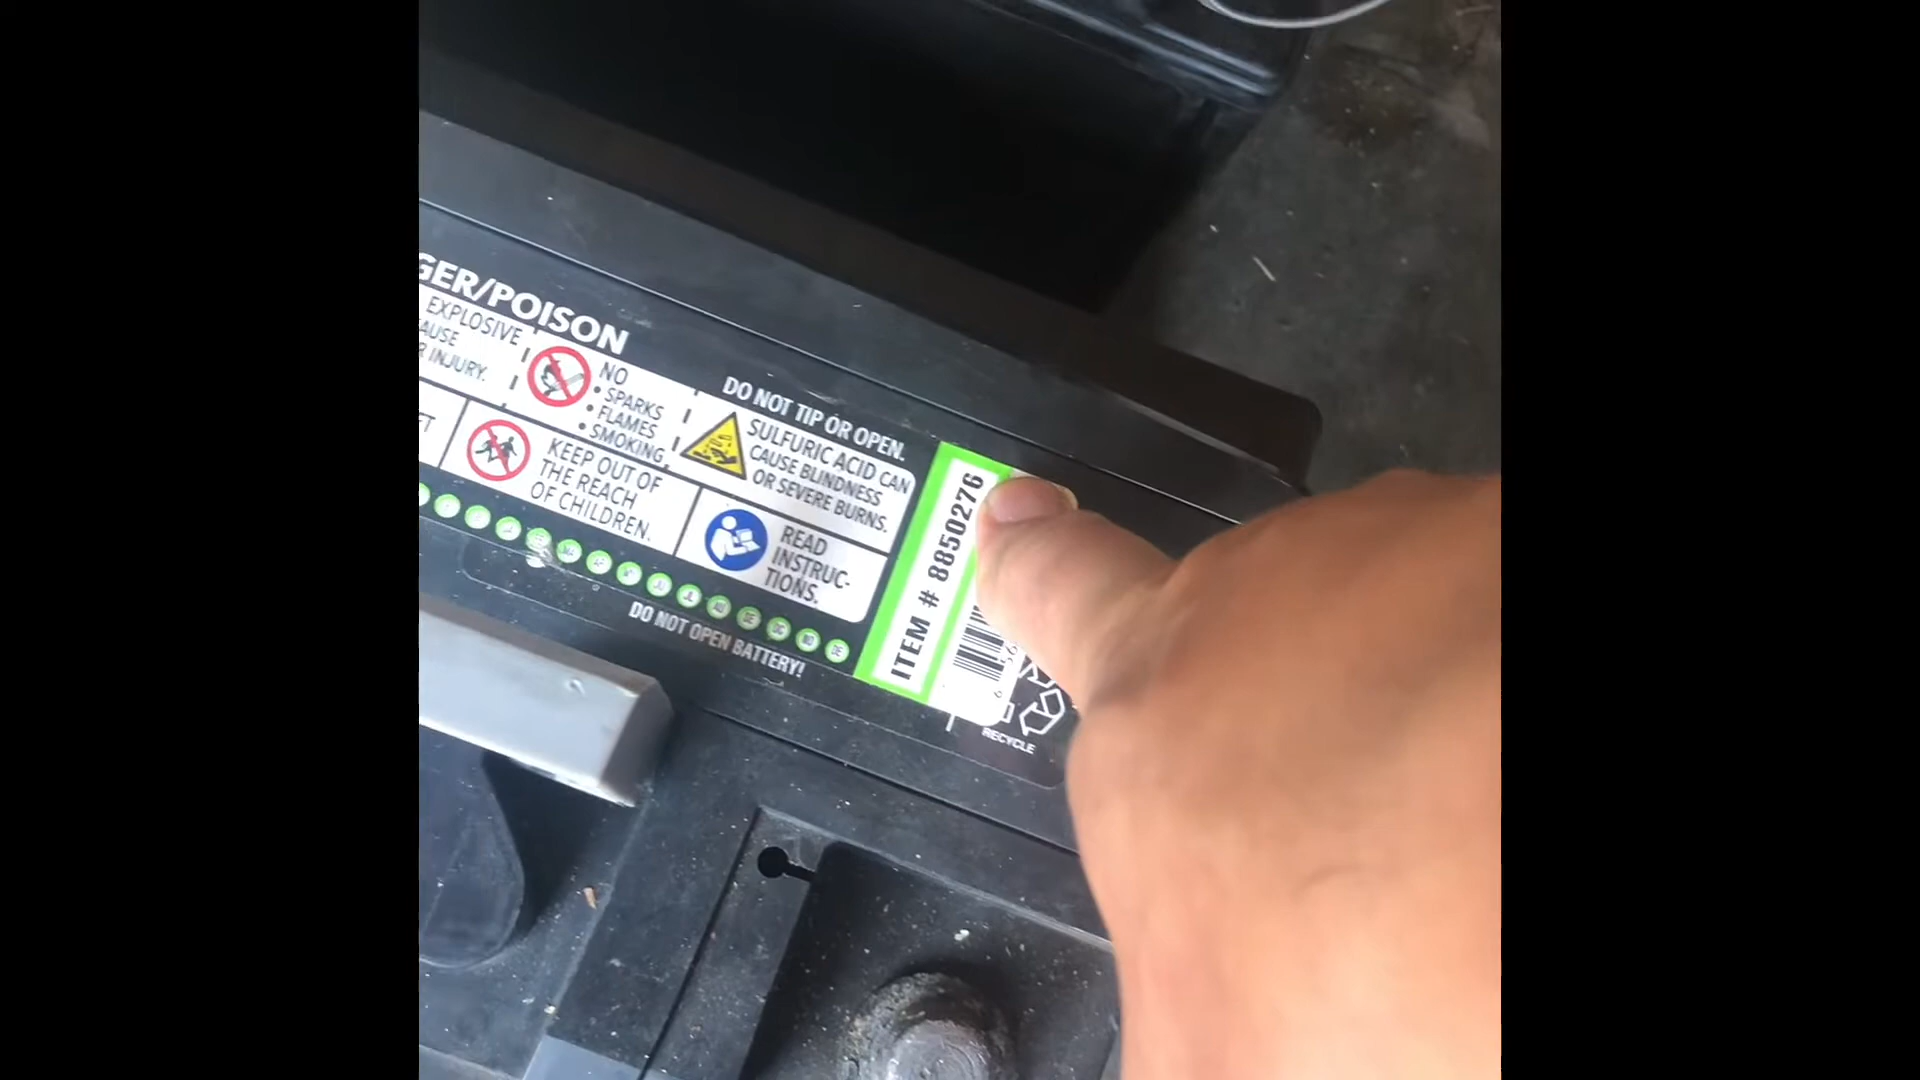 GER/POISON
EXPLOSIVE
AUSE
R INJURY.
NO
• SPARKS
• FLAMES
• SMOKING
DO NOT TIP OR OPEN.
SULFURIC ACID CAN
CAUSE BLINDNESS
OR SEVERE BURNS.
KEEP OUT OF
THE REACH
OF CHILDREN.
READ
INSTRUC-
TIONS.
DO NOT OPEN BATTERY!
ITEM # 8850276
RECYCLE